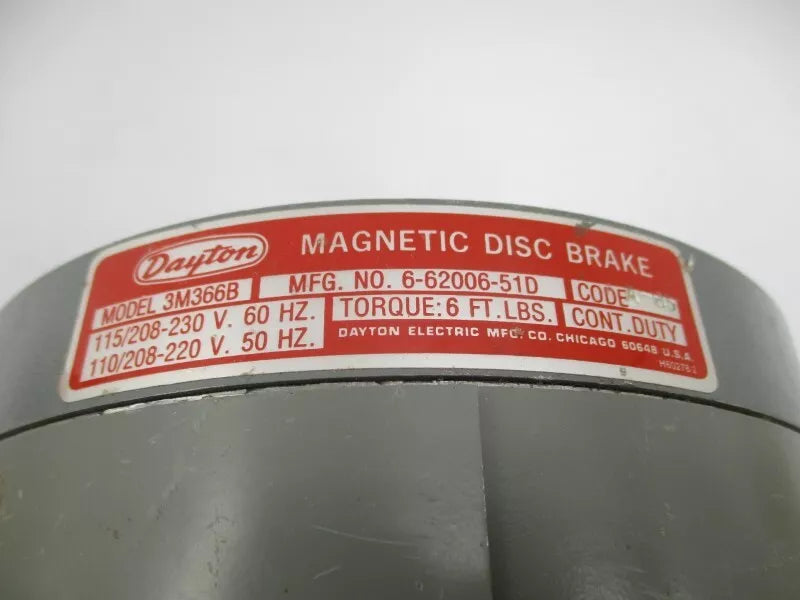 Dayton
MAGNETIC DISC BRAKE
MODEL 3M366B
MFG. NO. 6-62006-51D
CODE
115/208-230 V. 60 HZ.
110/208-220 V. 50 HZ.
TORQUE: 6 FT. LBS.
CONT. DUTY
DAYTON ELECTRIC MFG. CO. CHICAGO 60648 U.S.A.